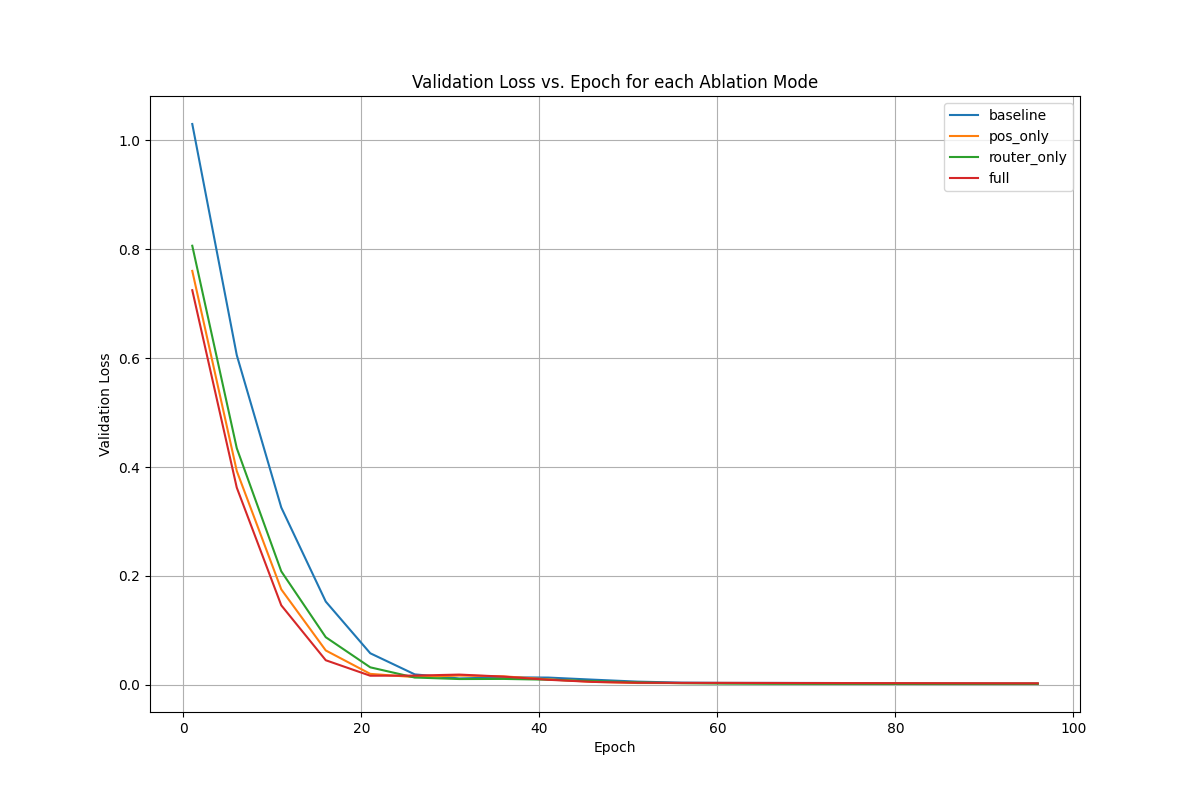 Validation Loss vs. Epoch for each Ablation Mode
baseline
pos_only
router_only
full
Validation Loss
1.0
0.8
0.6
0.4
0.2
0.0
0 20 40 60 80 100
Epoch